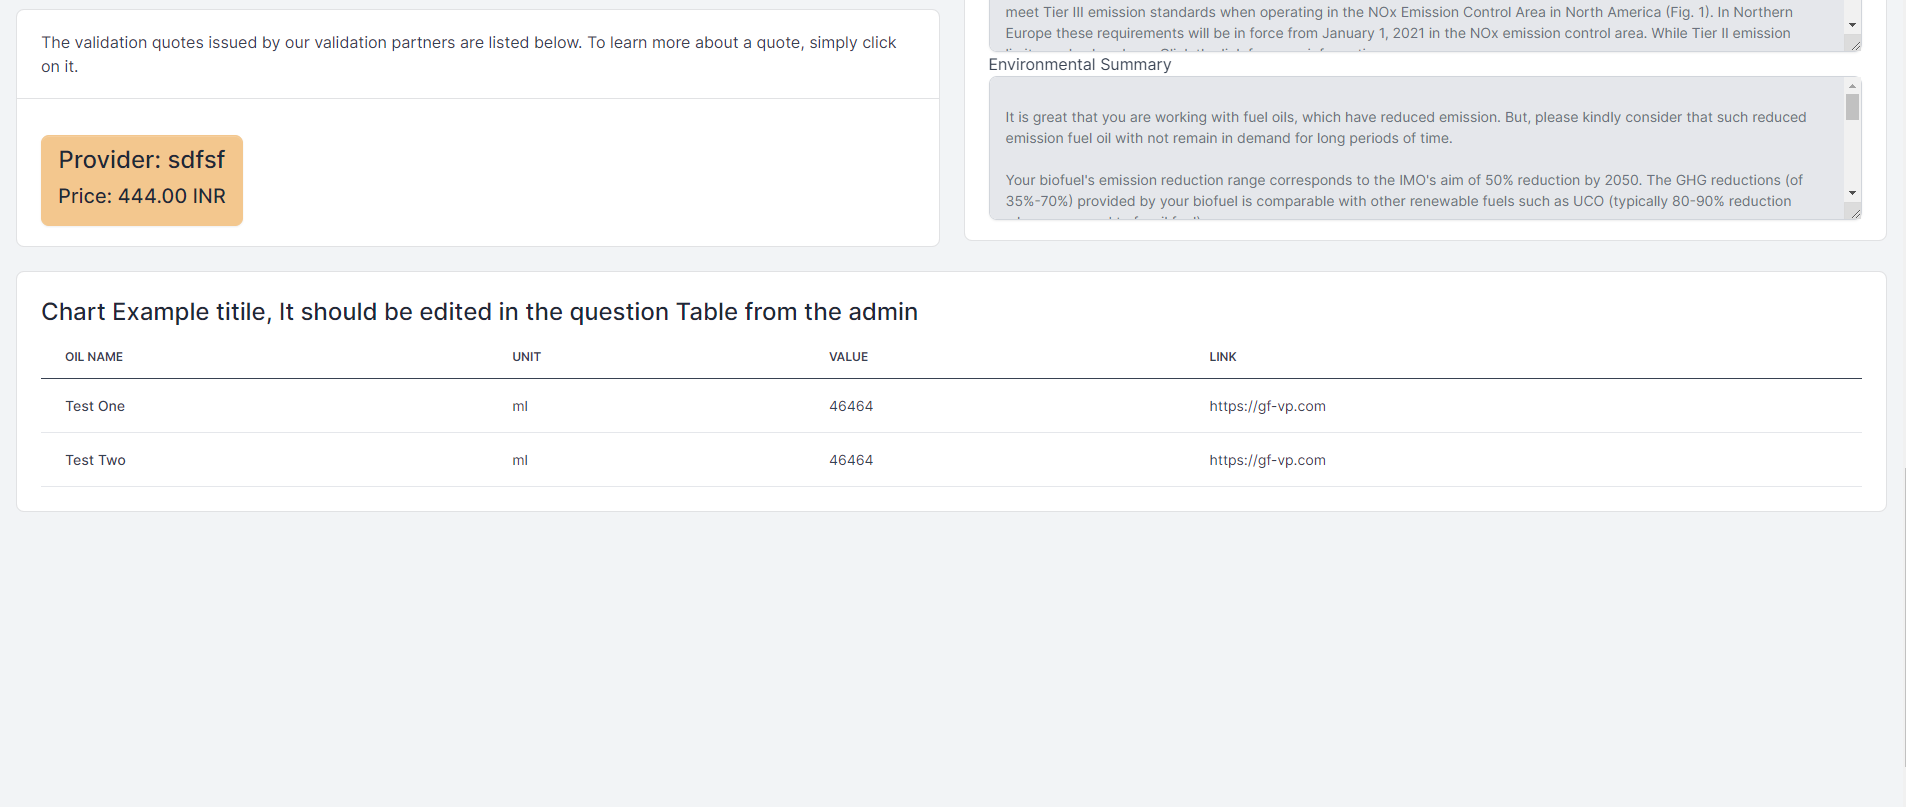 The validation quotes issued by our validation partners are listed below. To learn more about a quote, simply click
on it.
Provider: sdfsf
Price: 444.00 INR
meet Tier III emission standards when operating in the NOx Emission Control Area in North America (Fig. 1). In Northern
Europe these requirements will be in force from January 1, 2021 in the NOx emission control area. While Tier II emission
Environmental Summary
It is great that you are working with fuel oils, which have reduced emission. But, please kindly consider that such reduced
emission fuel oil with not remain in demand for long periods of time.
Your biofuel's emission reduction range corresponds to the IMO's aim of 50% reduction by 2050. The GHG reductions (of
35%-70%) provided by your biofuel is comparable with other renewable fuels such as UCO (typically 80-90% reduction
Chart Example titile, It should be edited in the question Table from the admin
OIL NAME UNIT VALUE LINK
Test One ml 46464 https://gf-vp.com
Test Two ml 46464 https://gf-vp.com